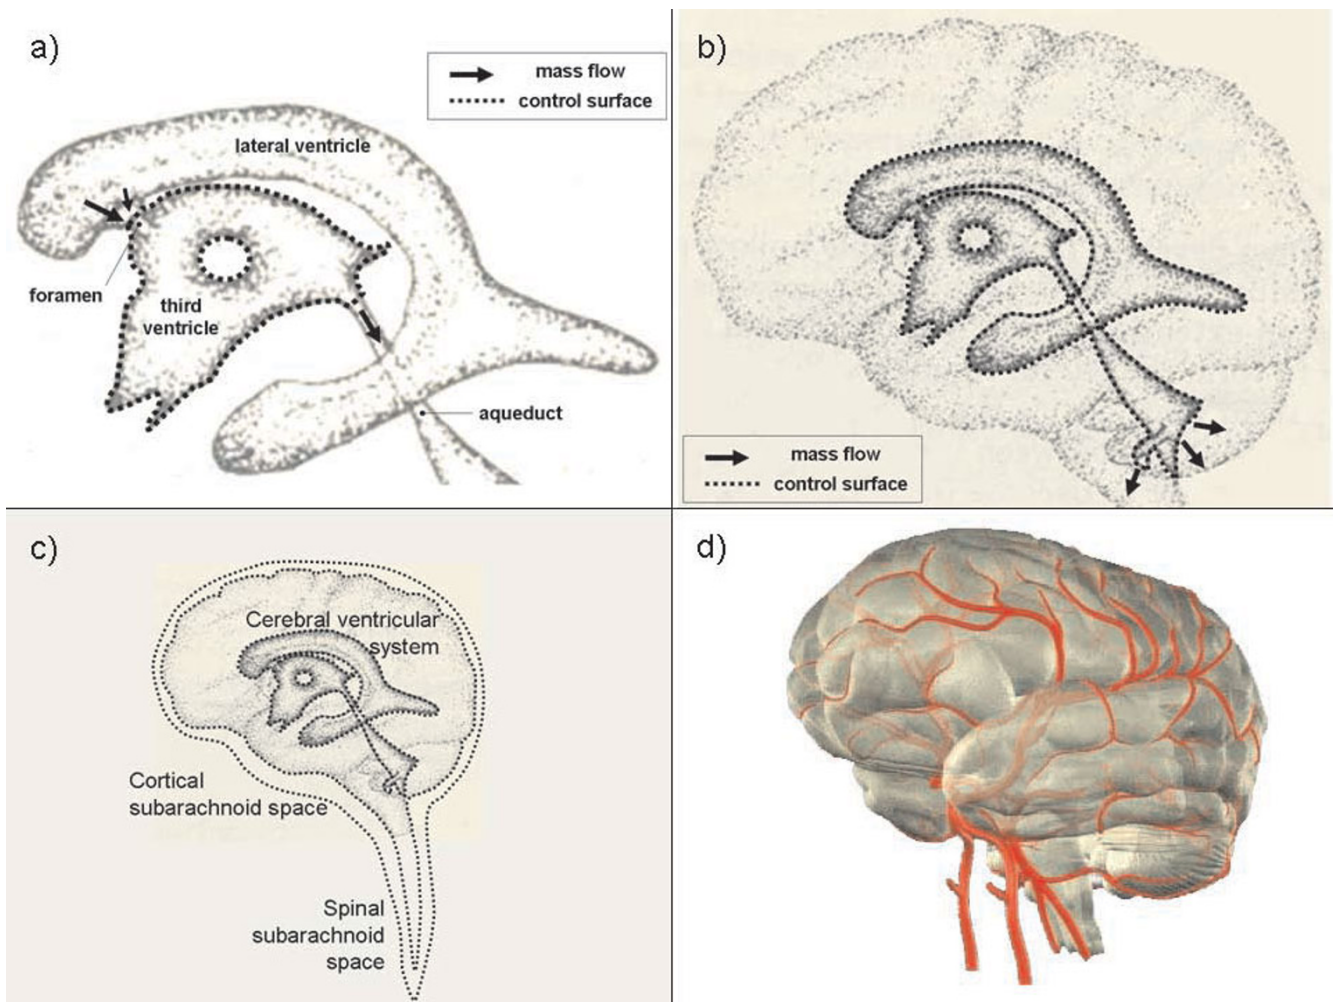 a)
mass flow
control surface
lateral ventricle
foramen
third
ventricle
aqueduct
b)
mass flow
control surface
c)
Cerebral ventricular
system
Cortical
subarachnoid space
Spinal
subarachnoid
space
d)